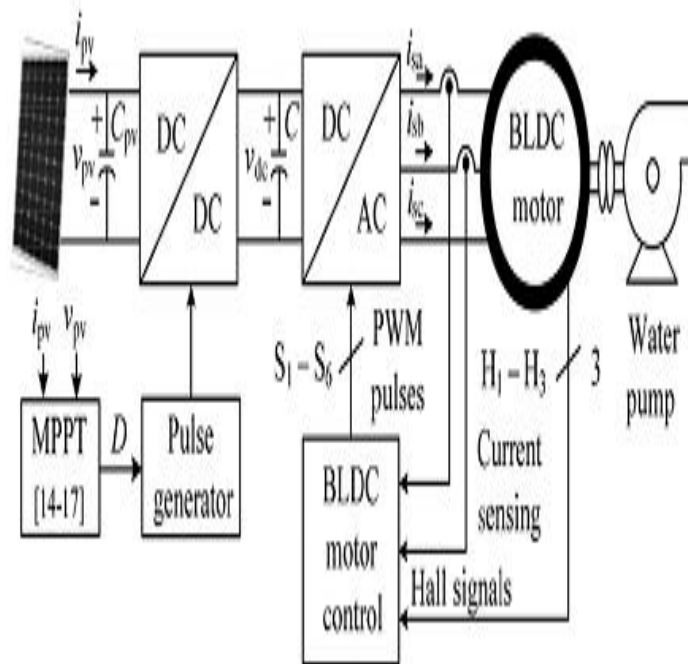 i_pv
+
C_pv
v_pv
-
DC
DC
+
C
v_dc
-
DC
AC
i_sa
i_sb
i_sc
BLDC
motor
Water
pump
i_pv
v_pv
MPPT
[14-17]
D
Pulse
generator
S_1 – S_6
PWM
pulses
H_1 – H_3
3
Current
sensing
BLDC
motor
control
Hall signals